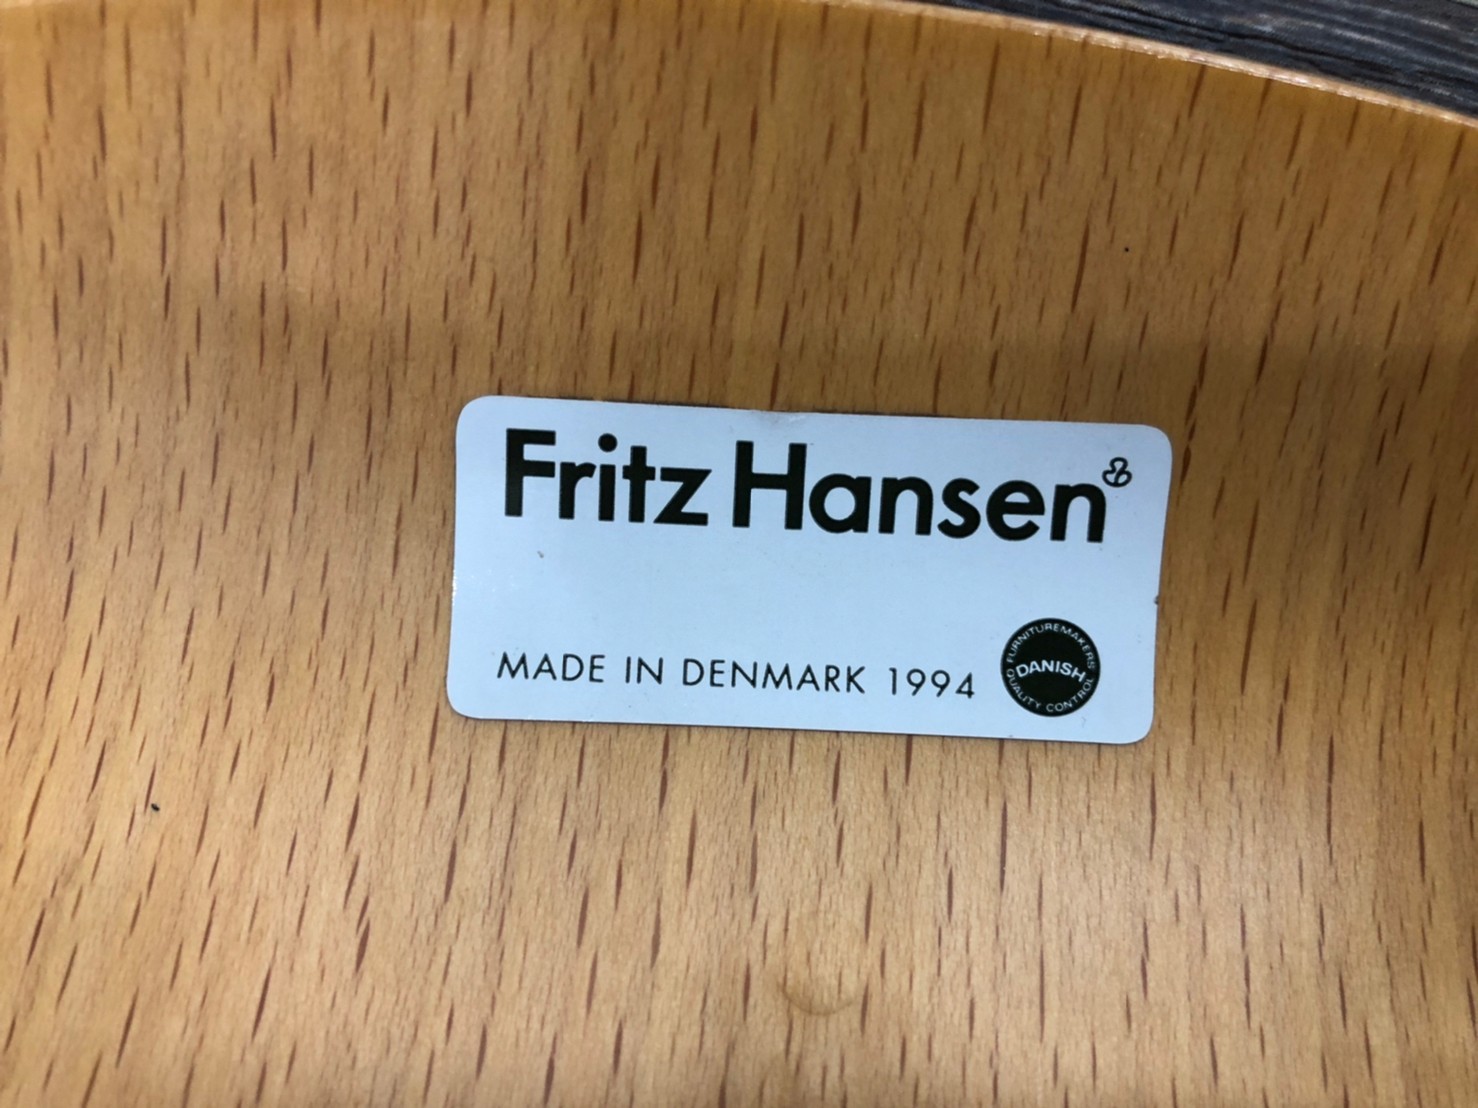 Fritz Hansen
MADE IN DENMARK 1994
FURNITUREMAKERS
DANISH
QUALITY CONTROL